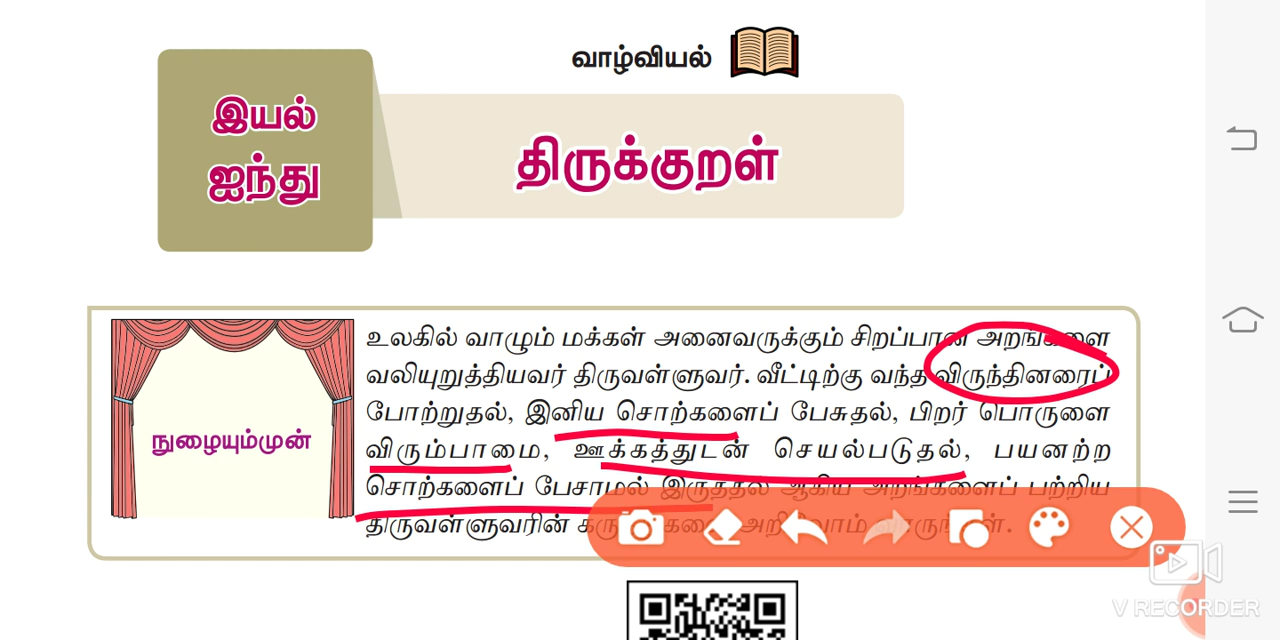 வாழ்வியல்
இயல்
ஐந்து
திருக்குறள்
நுழையும்முன்
உலகில் வாழும் மக்கள் அனைவருக்கும் சிறப்பான அறங்களை
வலியுறுத்தியவர் திருவள்ளுவர். வீட்டிற்கு வந்த விருந்தினரைப்
போற்றுதல், இனிய சொற்களைப் பேசுதல், பிறர் பொருளை
விரும்பாமை, ஊக்கத்துடன் செயல்படுதல், பயனற்ற
சொற்களைப் பேசாமல் இருத்தல் ஆகிய அறங்களைப் பற்றிய
திருவள்ளுவரின் அறிவோம்
V RECORDER